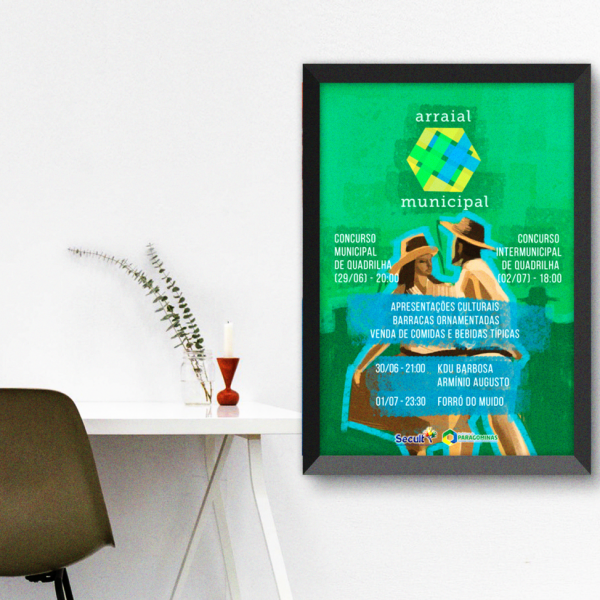 arraial
municipal
CONCURSO
MUNICIPAL
DE QUADRILHA
(29/06) - 20:00
CONCURSO
INTERMUNICIPAL
DE QUADRILHA
(02/07) - 18:00
APRESENTAÇÕES CULTURAIS
BARRACAS ORNAMENTADAS
VENDA DE COMIDAS E BEBIDAS TÍPICAS
30/06 - 21:00 KOU BARBOSA
ARMÍNIO AUGUSTO
01/07 - 23:30 FORRÓ DO MUIDO
Secult PARAGOMINAS